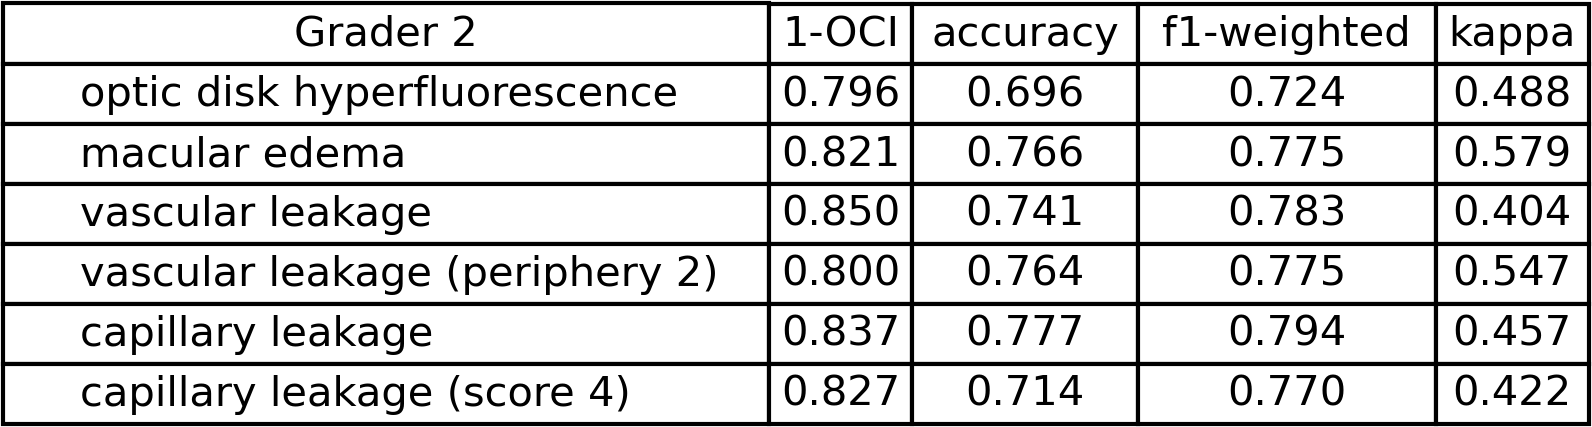 Grader 2 1-OCI accuracy f1-weighted kappa
optic disk hyperfluorescence 0.796 0.696 0.724 0.488
macular edema 0.821 0.766 0.775 0.579
vascular leakage 0.850 0.741 0.783 0.404
vascular leakage (periphery 2) 0.800 0.764 0.775 0.547
capillary leakage 0.837 0.777 0.794 0.457
capillary leakage (score 4) 0.827 0.714 0.770 0.422